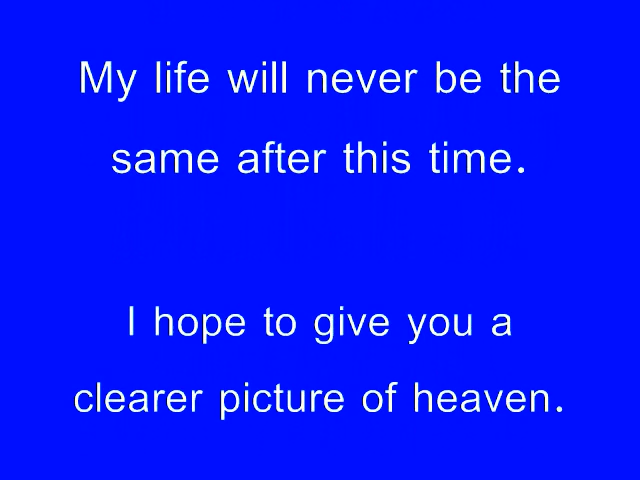 My life will never be the
same after this time.
I hope to give you a
clearer picture of heaven.